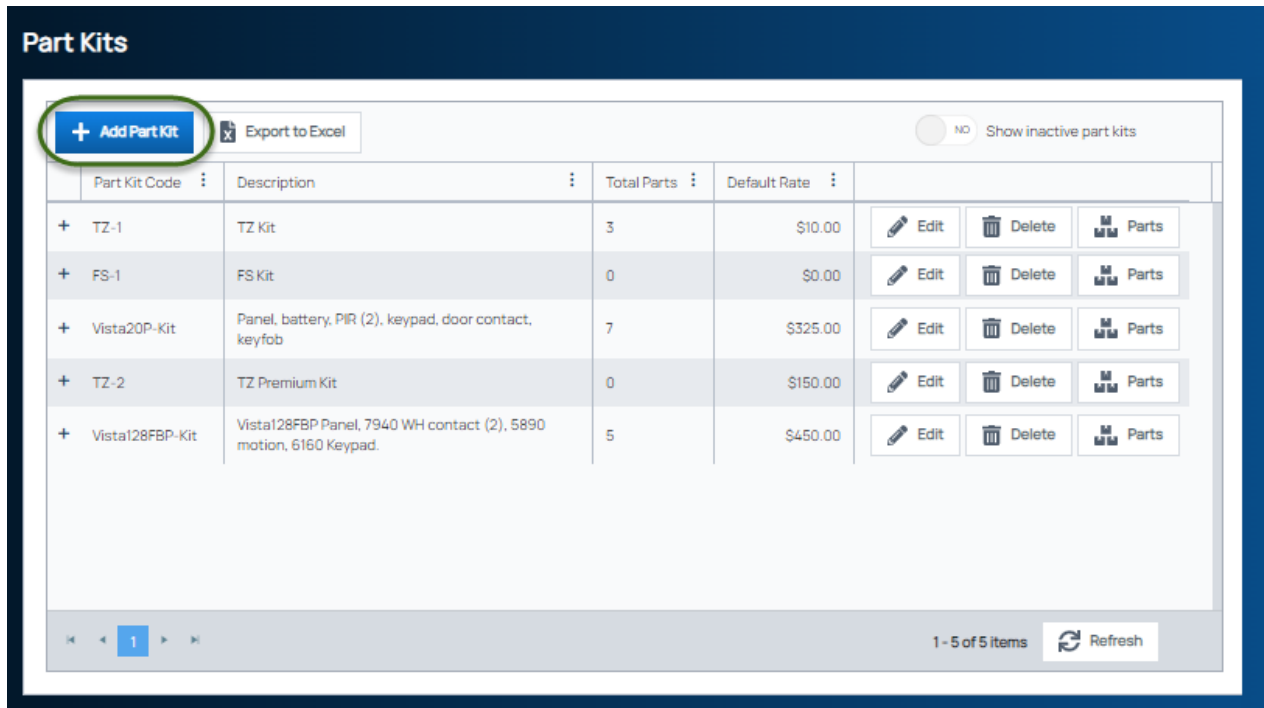 Part Kits
+ Add Part Kit
Export to Excel
NO
Show inactive part kits
Part Kit Code
Description
Total Parts
Default Rate
+ TZ-1 TZ Kit 3 $10.00 Edit Delete Parts
+ FS-1 FS Kit 0 $0.00 Edit Delete Parts
+ Vista20P-Kit Panel, battery, PIR (2), keypad, door contact,
keyfob 7 $325.00 Edit Delete Parts
+ TZ-2 TZ Premium Kit 0 $150.00 Edit Delete Parts
+ Vista128FBP-Kit Vista128FBP Panel, 7940 WH contact (2), 5890
motion, 6160 Keypad. 5 $450.00 Edit Delete Parts
1
1 - 5 of 5 items
Refresh